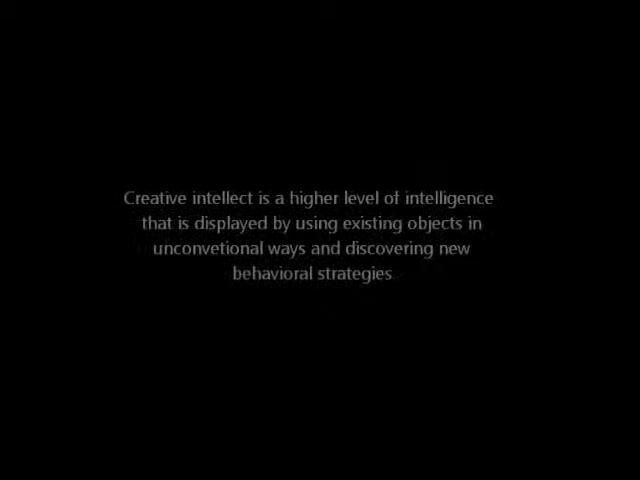 Creative intellect is a higher level of intelligence
that is displayed by using existing objects in
unconvetional ways and discovering new
behavioral strategies